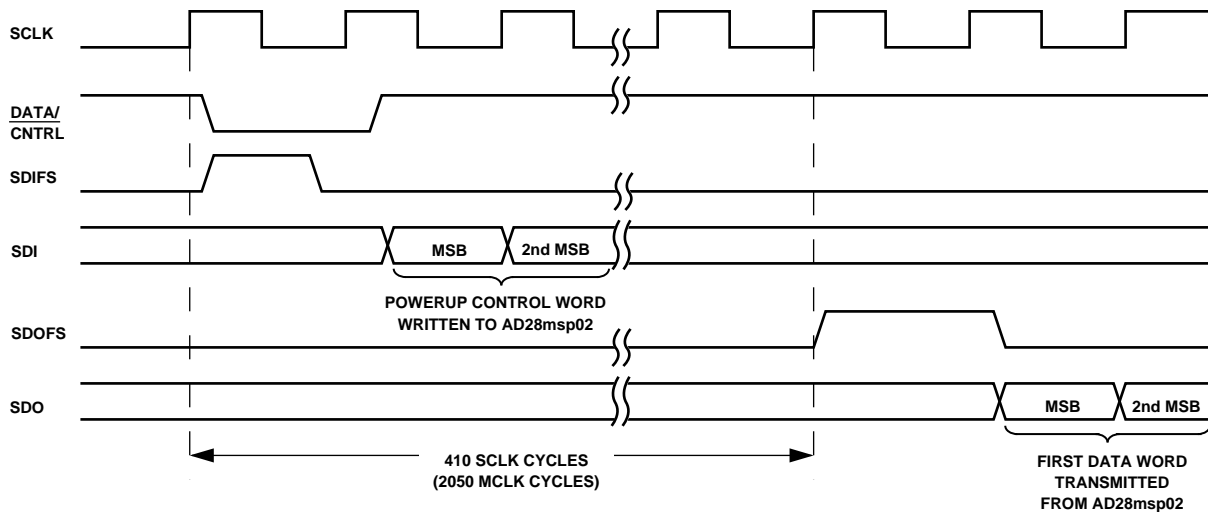 SCLK
DATA/
CNTRL
SDIFS
SDI
MSB
2nd MSB
POWERUP CONTROL WORD
WRITTEN TO AD28msp02
SDOFS
SDO
MSB
2nd MSB
410 SCLK CYCLES
(2050 MCLK CYCLES)
FIRST DATA WORD
TRANSMITTED
FROM AD28msp02